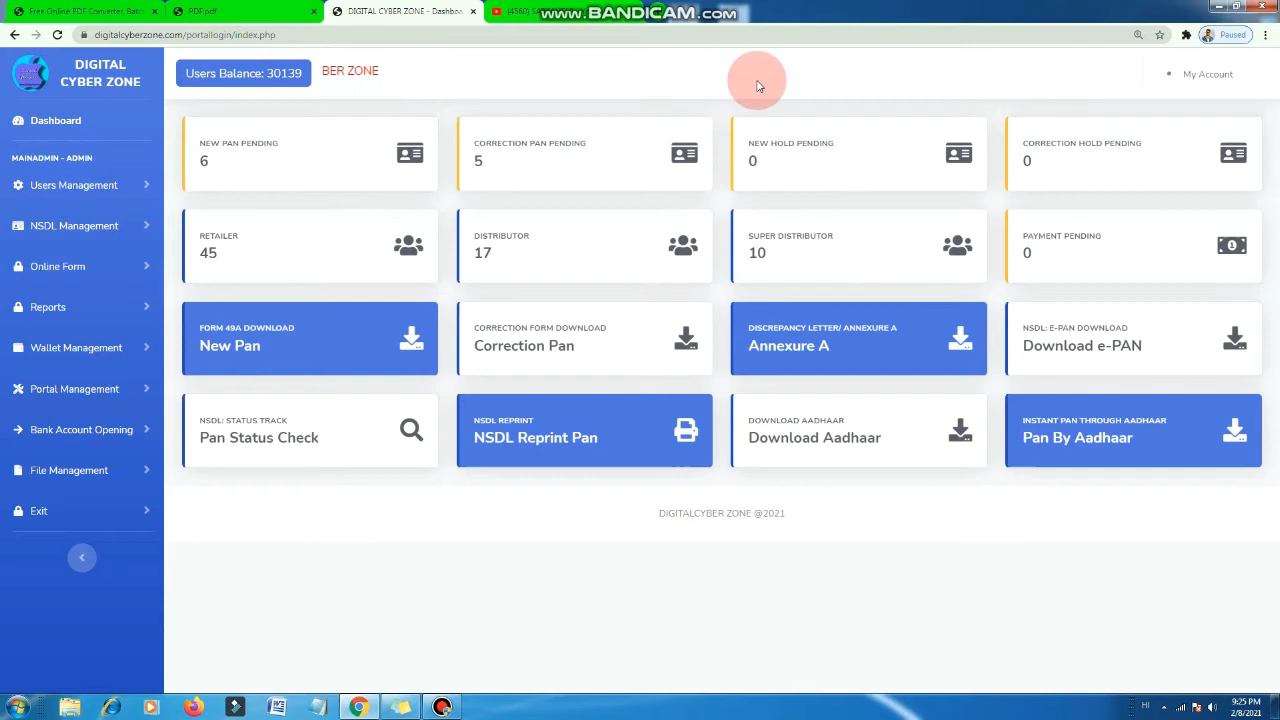 Free Online PDF Converter, Batch
PDF.pdf
DIGITAL CYBER ZONE - Dashboa
(4560)
www.BANDICAM.com
digitalcyberzone.com/portallogin/index.php
Paused
DIGITAL
CYBER ZONE
Users Balance: 30139
BER ZONE
My Account
Dashboard
MAINADMIN - ADMIN
Users Management
NSDL Management
Online Form
Reports
Wallet Management
Portal Management
Bank Account Opening
File Management
Exit
NEW PAN PENDING
6
CORRECTION PAN PENDING
5
NEW HOLD PENDING
0
CORRECTION HOLD PENDING
0
RETAILER
45
DISTRIBUTOR
17
SUPER DISTRIBUTOR
10
PAYMENT PENDING
0
FORM 49A DOWNLOAD
New Pan
CORRECTION FORM DOWNLOAD
Correction Pan
DISCREPANCY LETTER/ ANNEXURE A
Annexure A
NSDL: E-PAN DOWNLOAD
Download e-PAN
NSDL: STATUS TRACK
Pan Status Check
NSDL REPRINT
NSDL Reprint Pan
DOWNLOAD AADHAAR
Download Aadhaar
INSTANT PAN THROUGH AADHAAR
Pan By Aadhaar
DIGITALCYBER ZONE @2021
HI
9:25 PM
2/8/2021